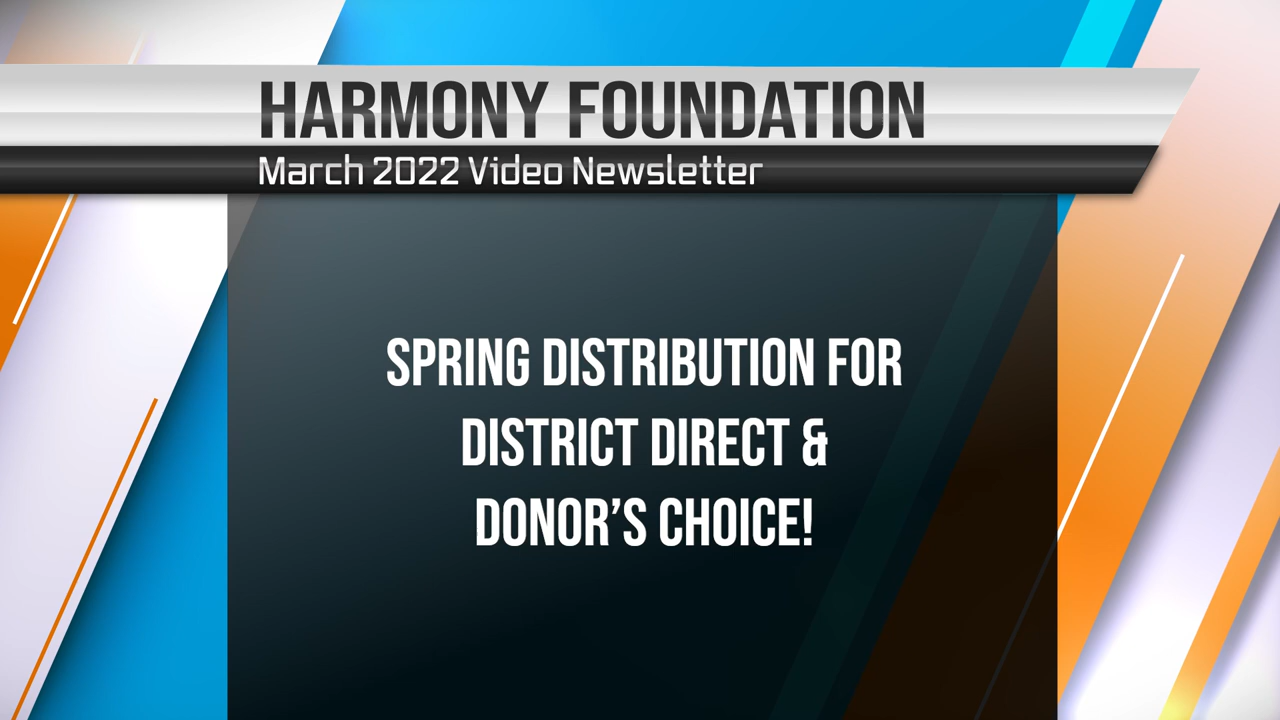 HARMONY FOUNDATION
March 2022 Video Newsletter
SPRING DISTRIBUTION FOR
DISTRICT DIRECT &
DONOR’S CHOICE!